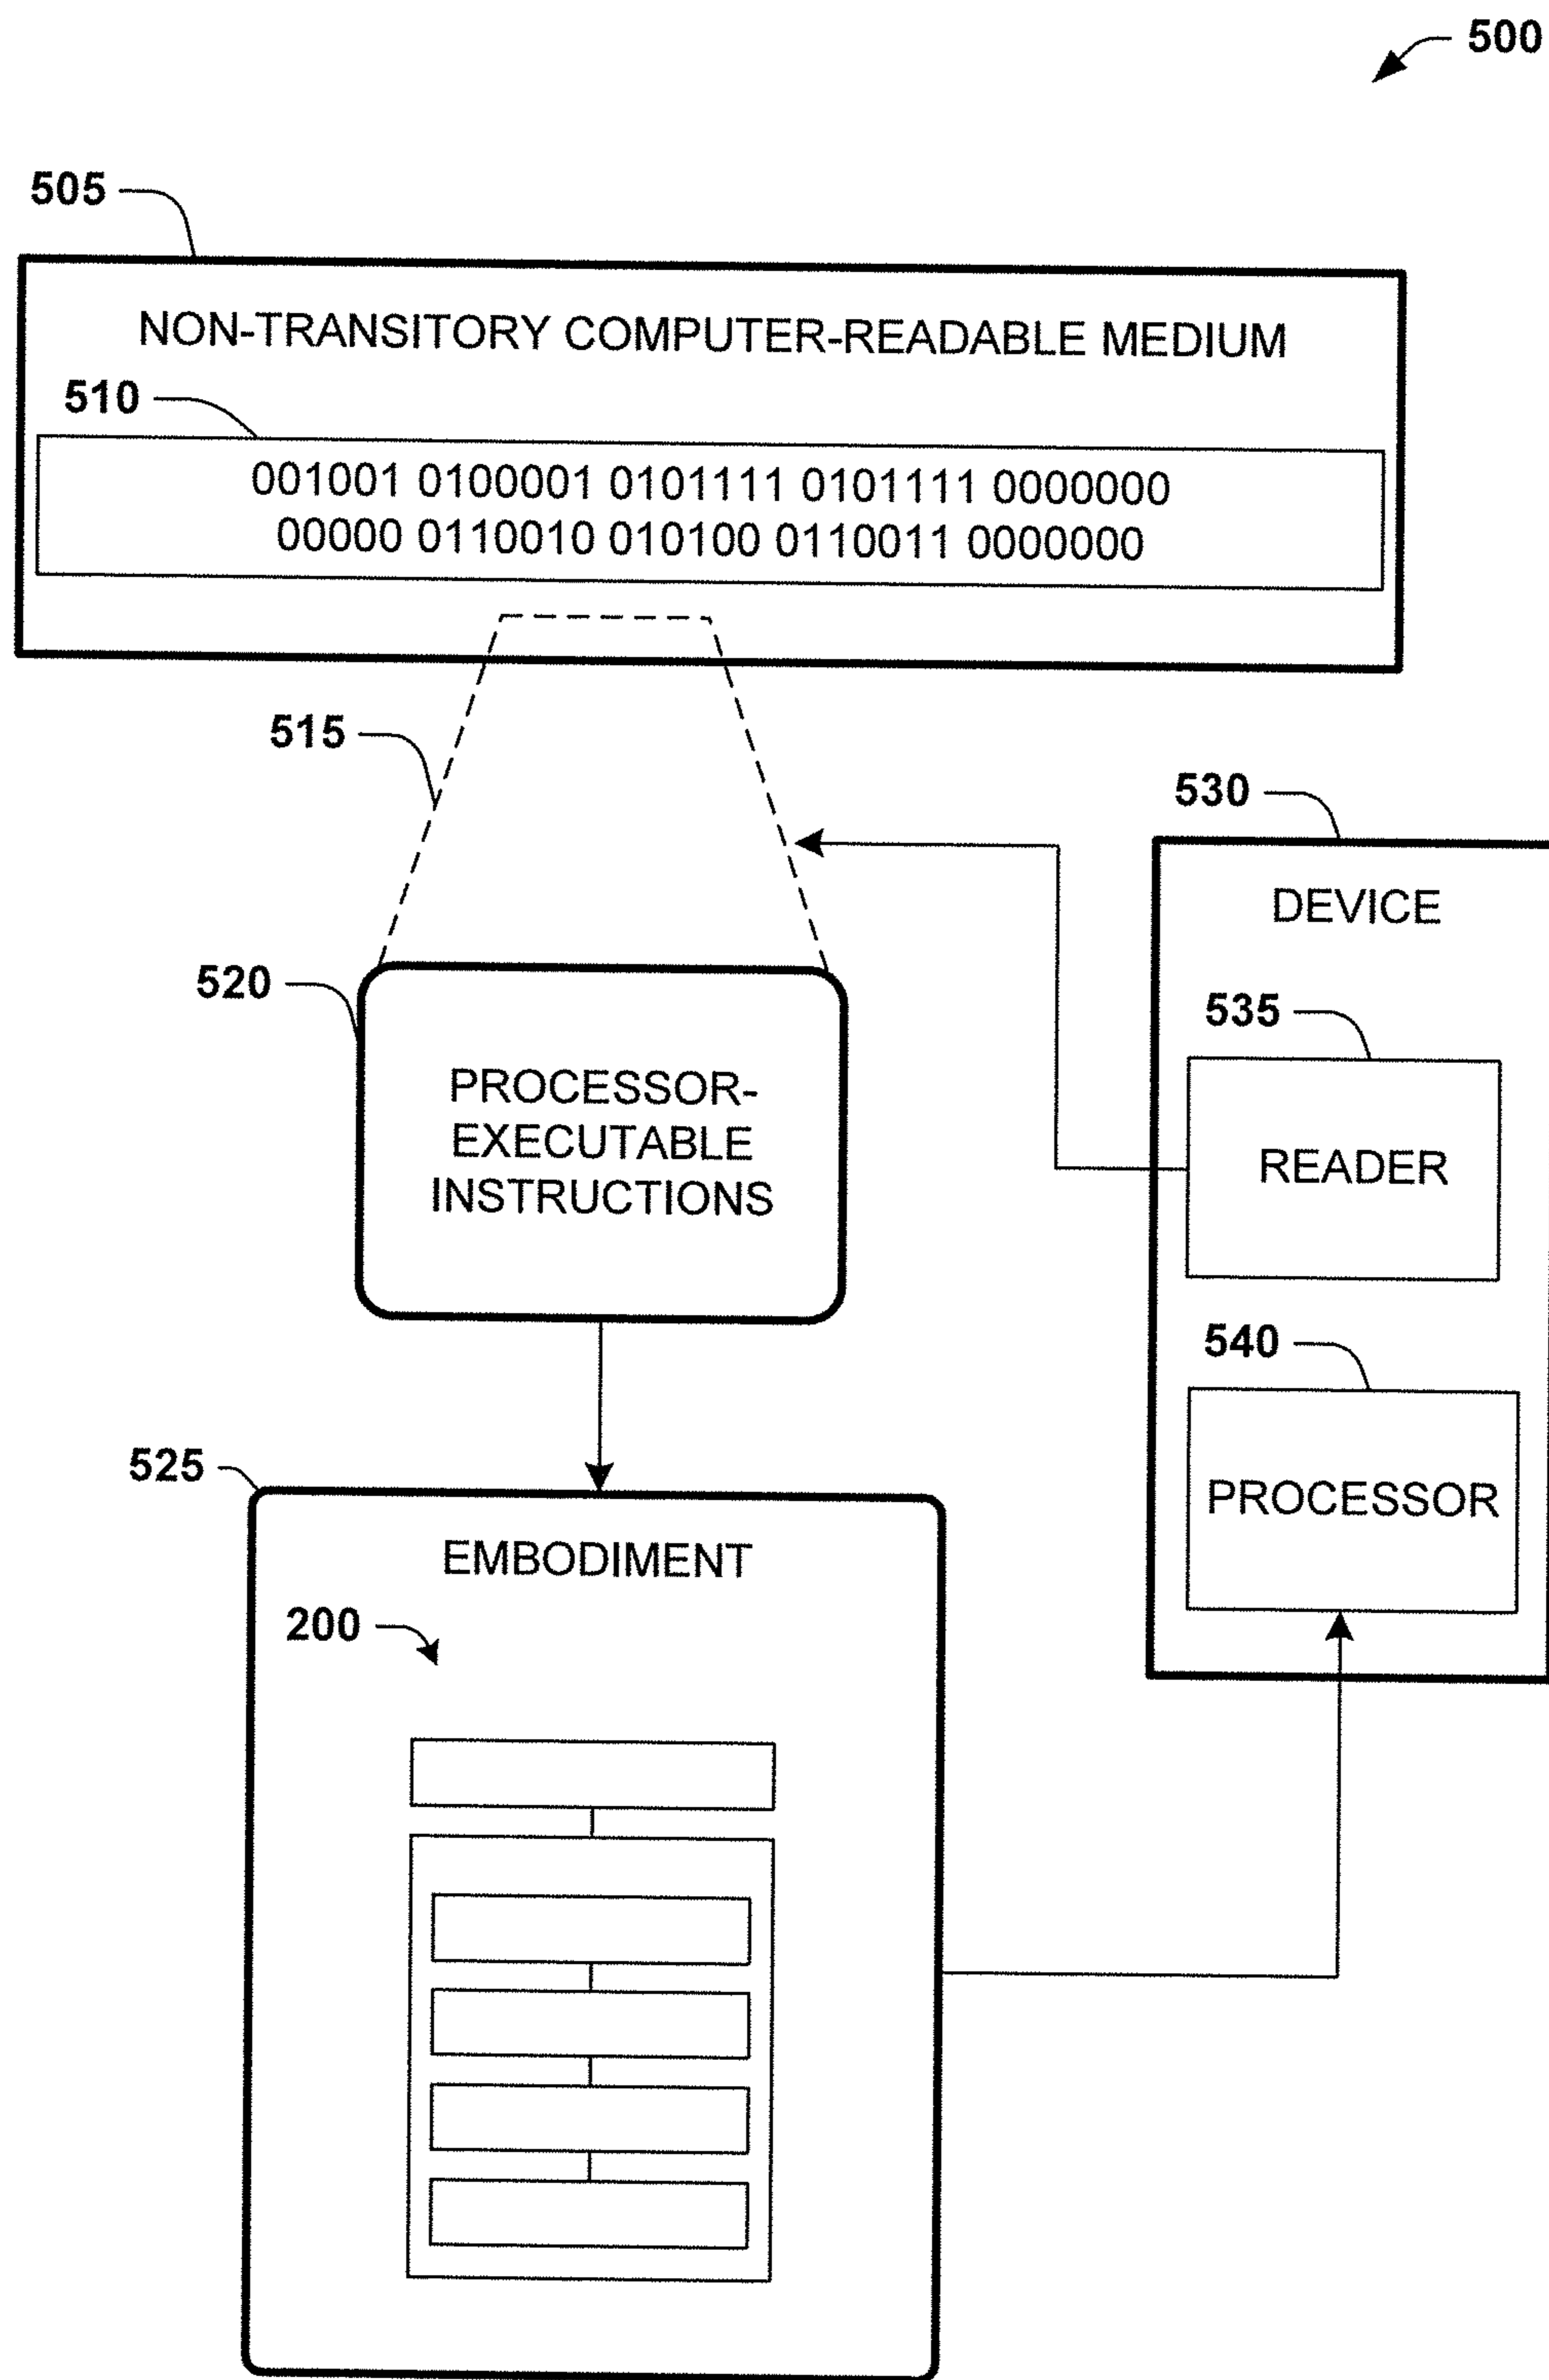 500
505
NON-TRANSITORY COMPUTER-READABLE MEDIUM
510
001001 0100001 0101111 0101111 0000000
00000 0110010 010100 0110011 0000000
515
530
DEVICE
520
535
PROCESSOR-
EXECUTABLE
INSTRUCTIONS
READER
540
PROCESSOR
525
EMBODIMENT
200